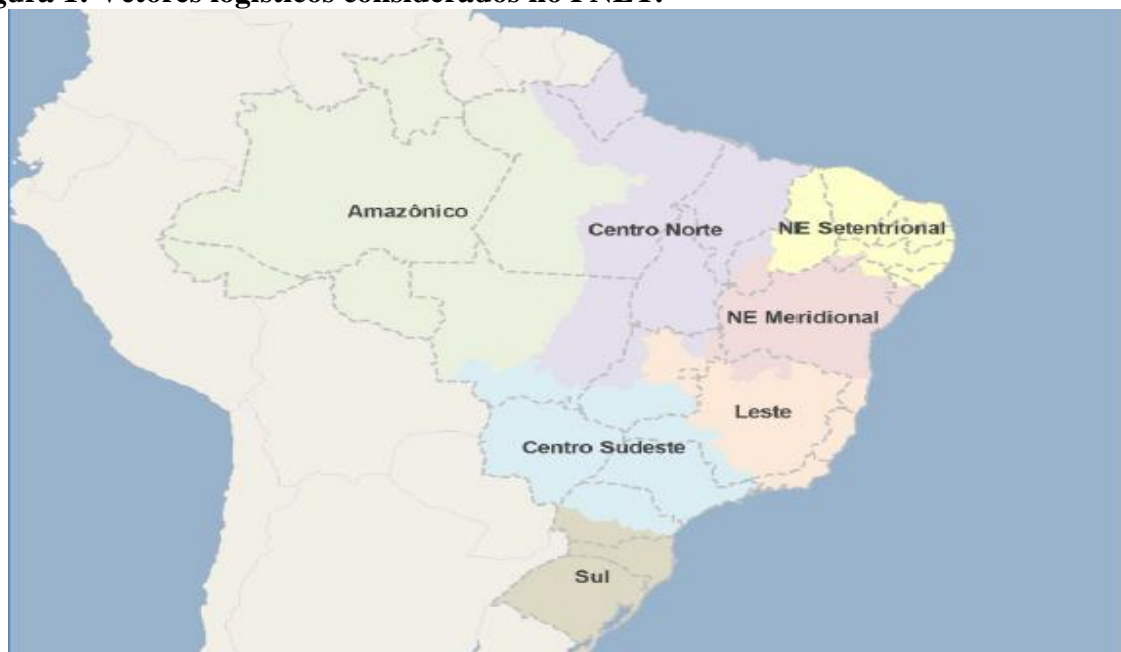 gura 1: Vetores logísticos considerados no PNLT.
Amazônico
Centro Norte
NE Setentrional
NE Meridional
Leste
Centro Sudeste
Sul